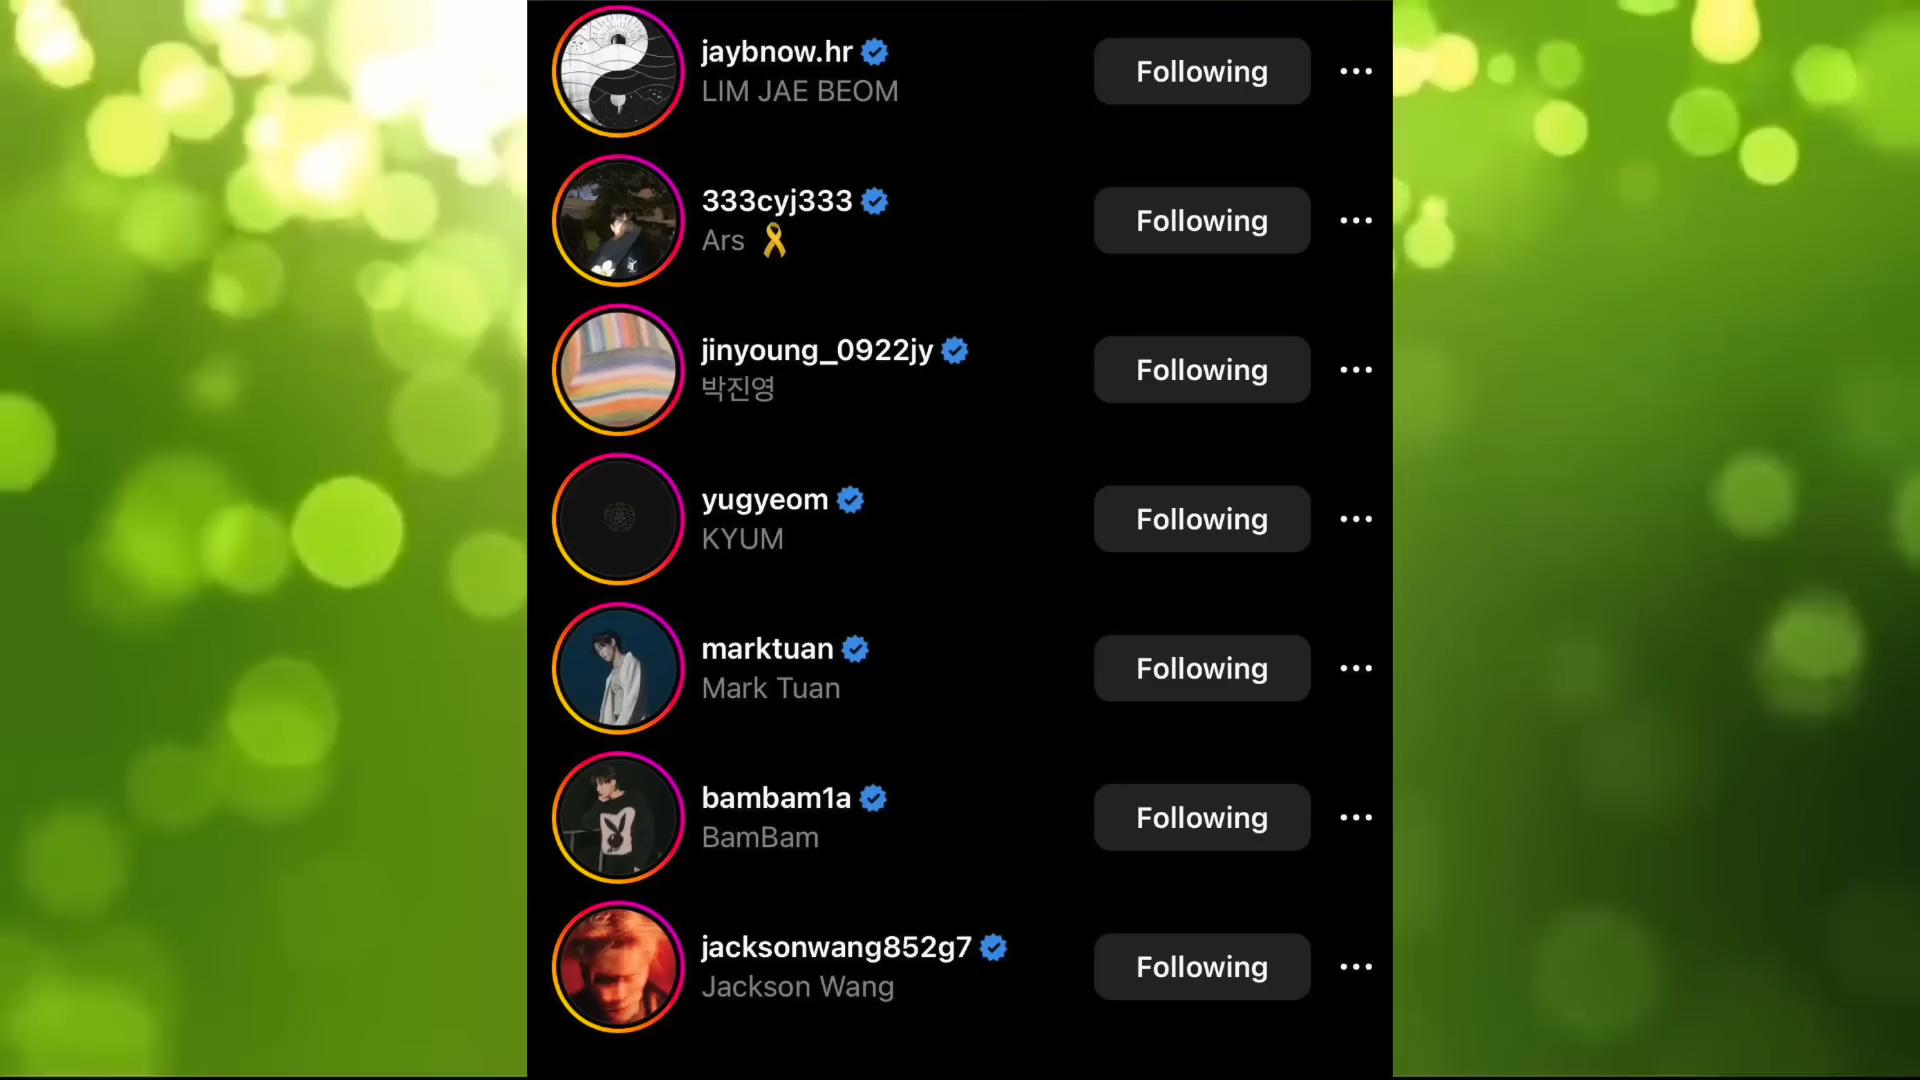 jaybnow.hr
LIM JAE BEOM
Following
333cyj333
Ars 🎗
Following
jinyoung_0922jy
박진영
Following
yugyeom
KYUM
Following
marktuan
Mark Tuan
Following
bambam1a
BamBam
Following
jacksonwang852g7
Jackson Wang
Following